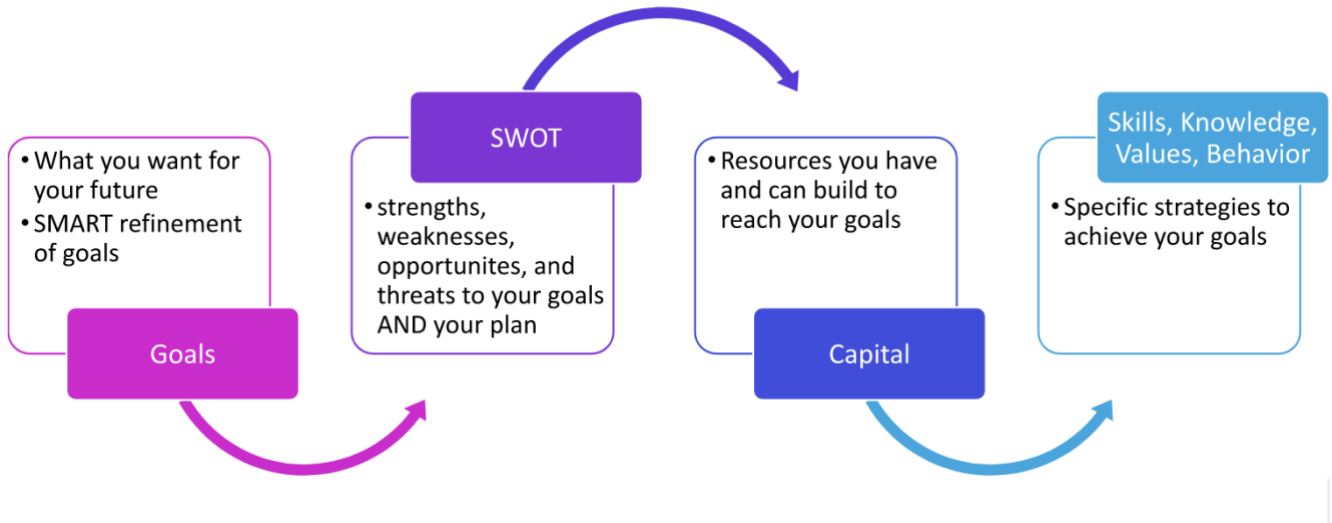 • What you want for
your future
• SMART refinement
of goals
Goals
SWOT
• strengths,
weaknesses,
opportunites, and
threats to your goals
AND your plan
• Resources you have
and can build to
reach your goals
Capital
Skills, Knowledge,
Values, Behavior
• Specific strategies to
achieve your goals